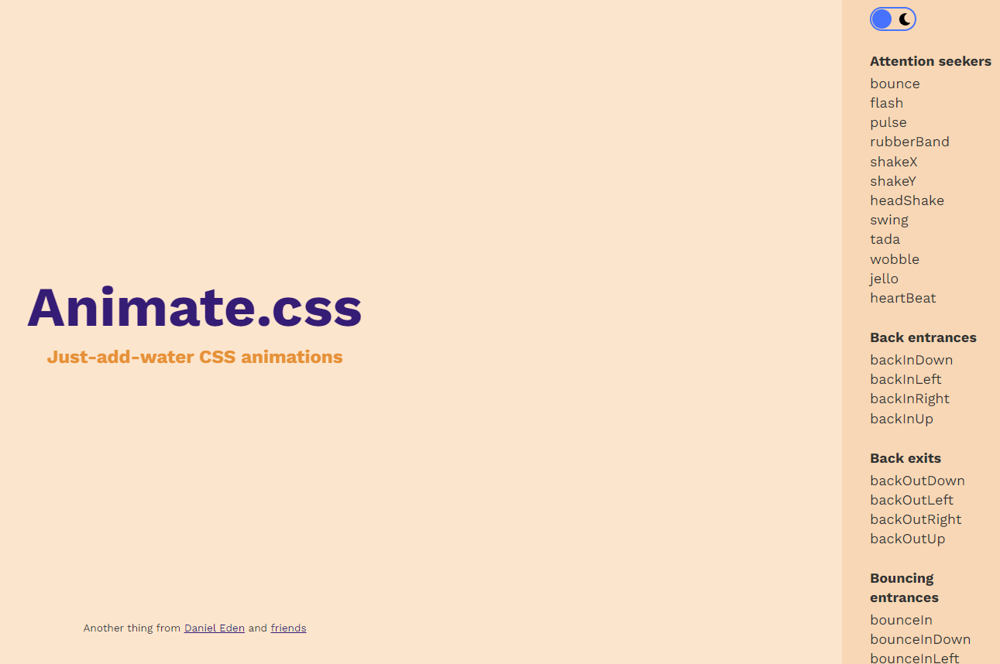 Animate.css
Just-add-water CSS animations
Another thing from Daniel Eden and friends
Attention seekers
bounce
flash
pulse
rubberBand
shakeX
shakeY
headShake
swing
tada
wobble
jello
heartBeat
Back entrances
backInDown
backInLeft
backInRight
backInUp
Back exits
backOutDown
backOutLeft
backOutRight
backOutUp
Bouncing
entrances
bounceIn
bounceInDown
bounceInLeft